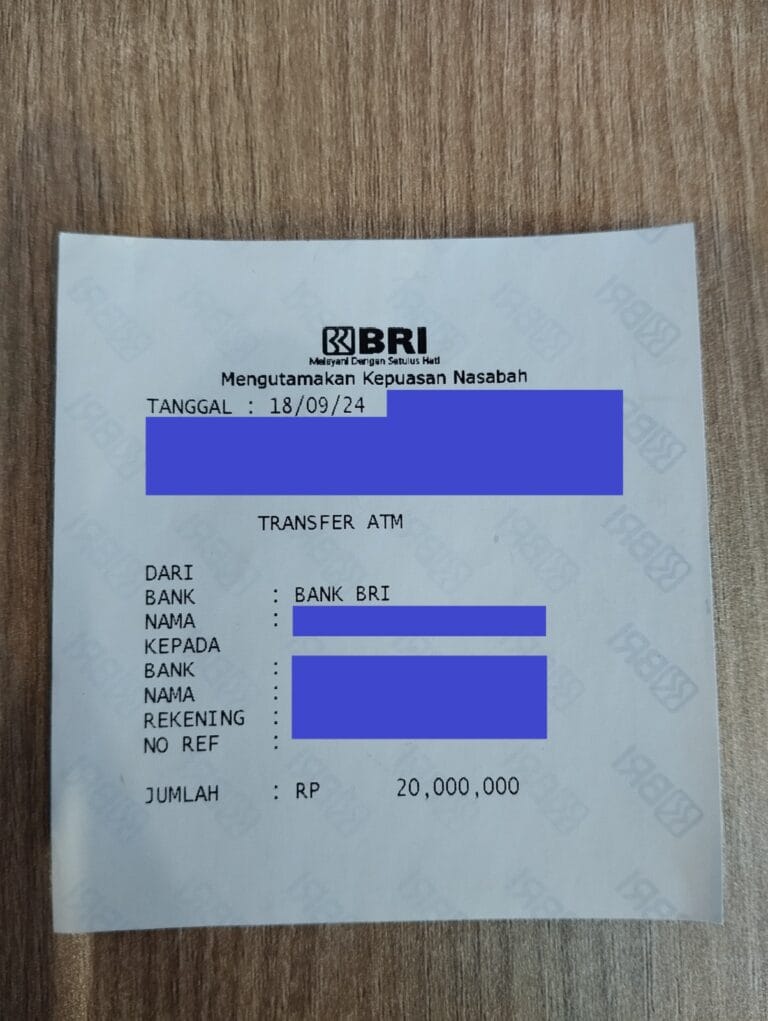 BRI
Melayani Dengan Setulus Hati
Mengutamakan Kepuasan Nasabah
TANGGAL : 18/09/24
TRANSFER ATM
DARI
BANK : BANK BRI
NAMA :
KEPADA
BANK :
NAMA :
REKENING :
NO REF :
JUMLAH : RP 20,000,000